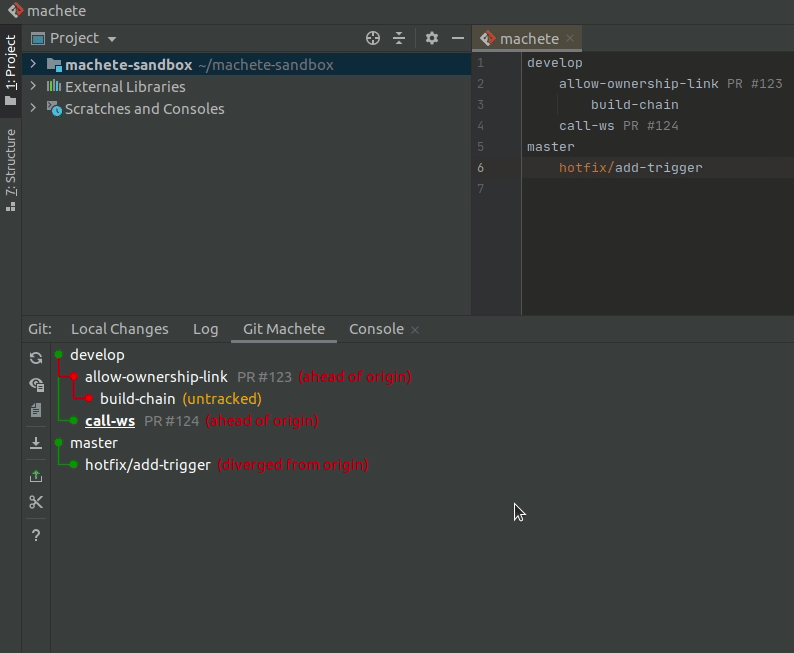 machete
1: Project
7: Structure
Project
machete-sandbox ~/machete-sandbox
External Libraries
Scratches and Consoles
machete
1 develop
2 allow-ownership-link PR #123
3 build-chain
4 call-ws PR #124
5 master
6 hotfix/add-trigger
7
Git: Local Changes Log Git Machete Console
develop
allow-ownership-link PR #123 (ahead of origin)
build-chain (untracked)
call-ws PR #124 (ahead of origin)
master
hotfix/add-trigger (diverged from origin)
?